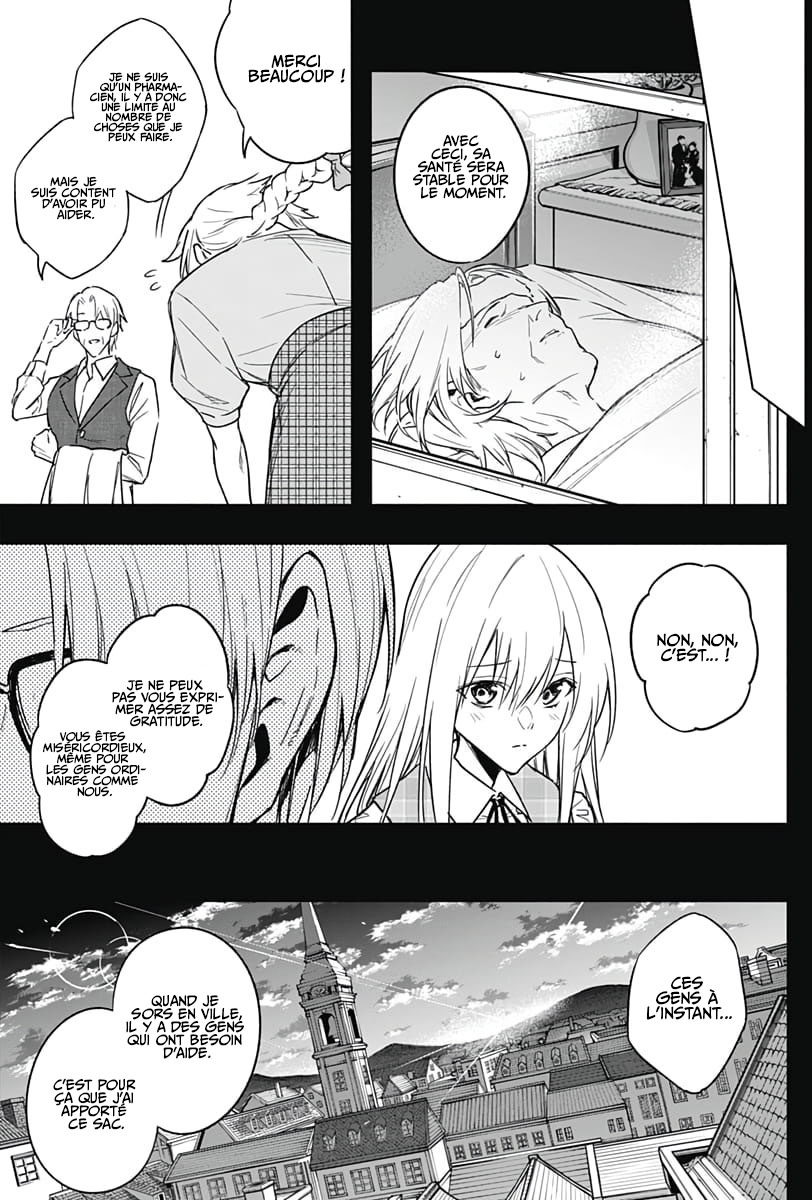 AVEC
CECI, SA
SANTÉ SERA
STABLE POUR
LE MOMENT.
MERCI
BEAUCOUP !
JE NE SUIS
QU'UN PHARMA-
CIEN, IL Y A DONC
UNE LIMITE AU
NOMBRE DE
CHOSES QUE JE
PEUX FAIRE.
MAIS JE
SUIS CONTENT
D'AVOIR PU
AIDER.
NON, NON,
C'EST... !
JE NE PEUX
PAS VOUS EXPRI-
MER ASSEZ DE
GRATITUDE.
VOUS ÊTES
MISÉRICORDIEUX,
MÊME POUR
LES GENS ORDI-
NAIRES COMME
NOUS.
CES
GENS À
L'INSTANT...
QUAND JE
SORS EN VILLE,
IL Y A DES GENS
QUI ONT BESOIN
D'AIDE.
C'EST POUR
ÇA QUE J'AI
APPORTÉ
CE SAC.